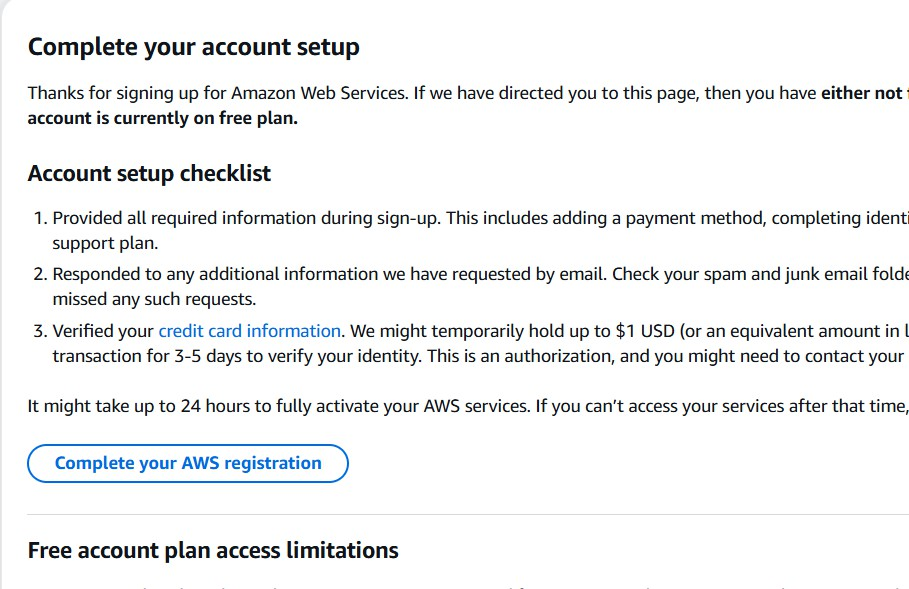 Complete your account setup
Thanks for signing up for Amazon Web Services. If we have directed you to this page, then you have either not
account is currently on free plan.
Account setup checklist
1. Provided all required information during sign-up. This includes adding a payment method, completing identi
support plan.
2. Responded to any additional information we have requested by email. Check your spam and junk email folde
missed any such requests.
3. Verified your credit card information. We might temporarily hold up to $1 USD (or an equivalent amount in l
transaction for 3-5 days to verify your identity. This is an authorization, and you might need to contact your
It might take up to 24 hours to fully activate your AWS services. If you can’t access your services after that time,
Complete your AWS registration
Free account plan access limitations